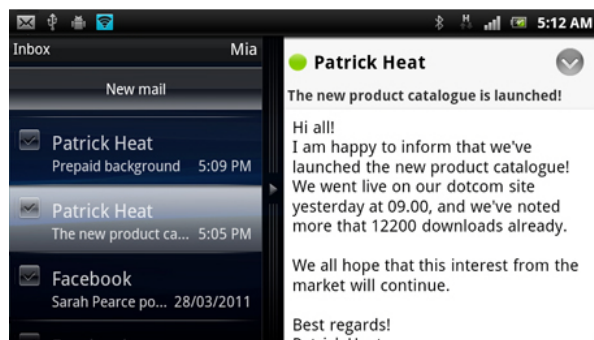 5:12 AM
Inbox Mia
New mail
Patrick Heat
Prepaid background 5:09 PM
Patrick Heat
The new product ca... 5:05 PM
Facebook
Sarah Pearce po... 28/03/2011
Patrick Heat
The new product catalogue is launched!
Hi all!
I am happy to inform that we've
launched the new product catalogue!
We went live on our dotcom site
yesterday at 09.00, and we've noted
more that 12200 downloads already.
We all hope that this interest from the
market will continue.
Best regards!